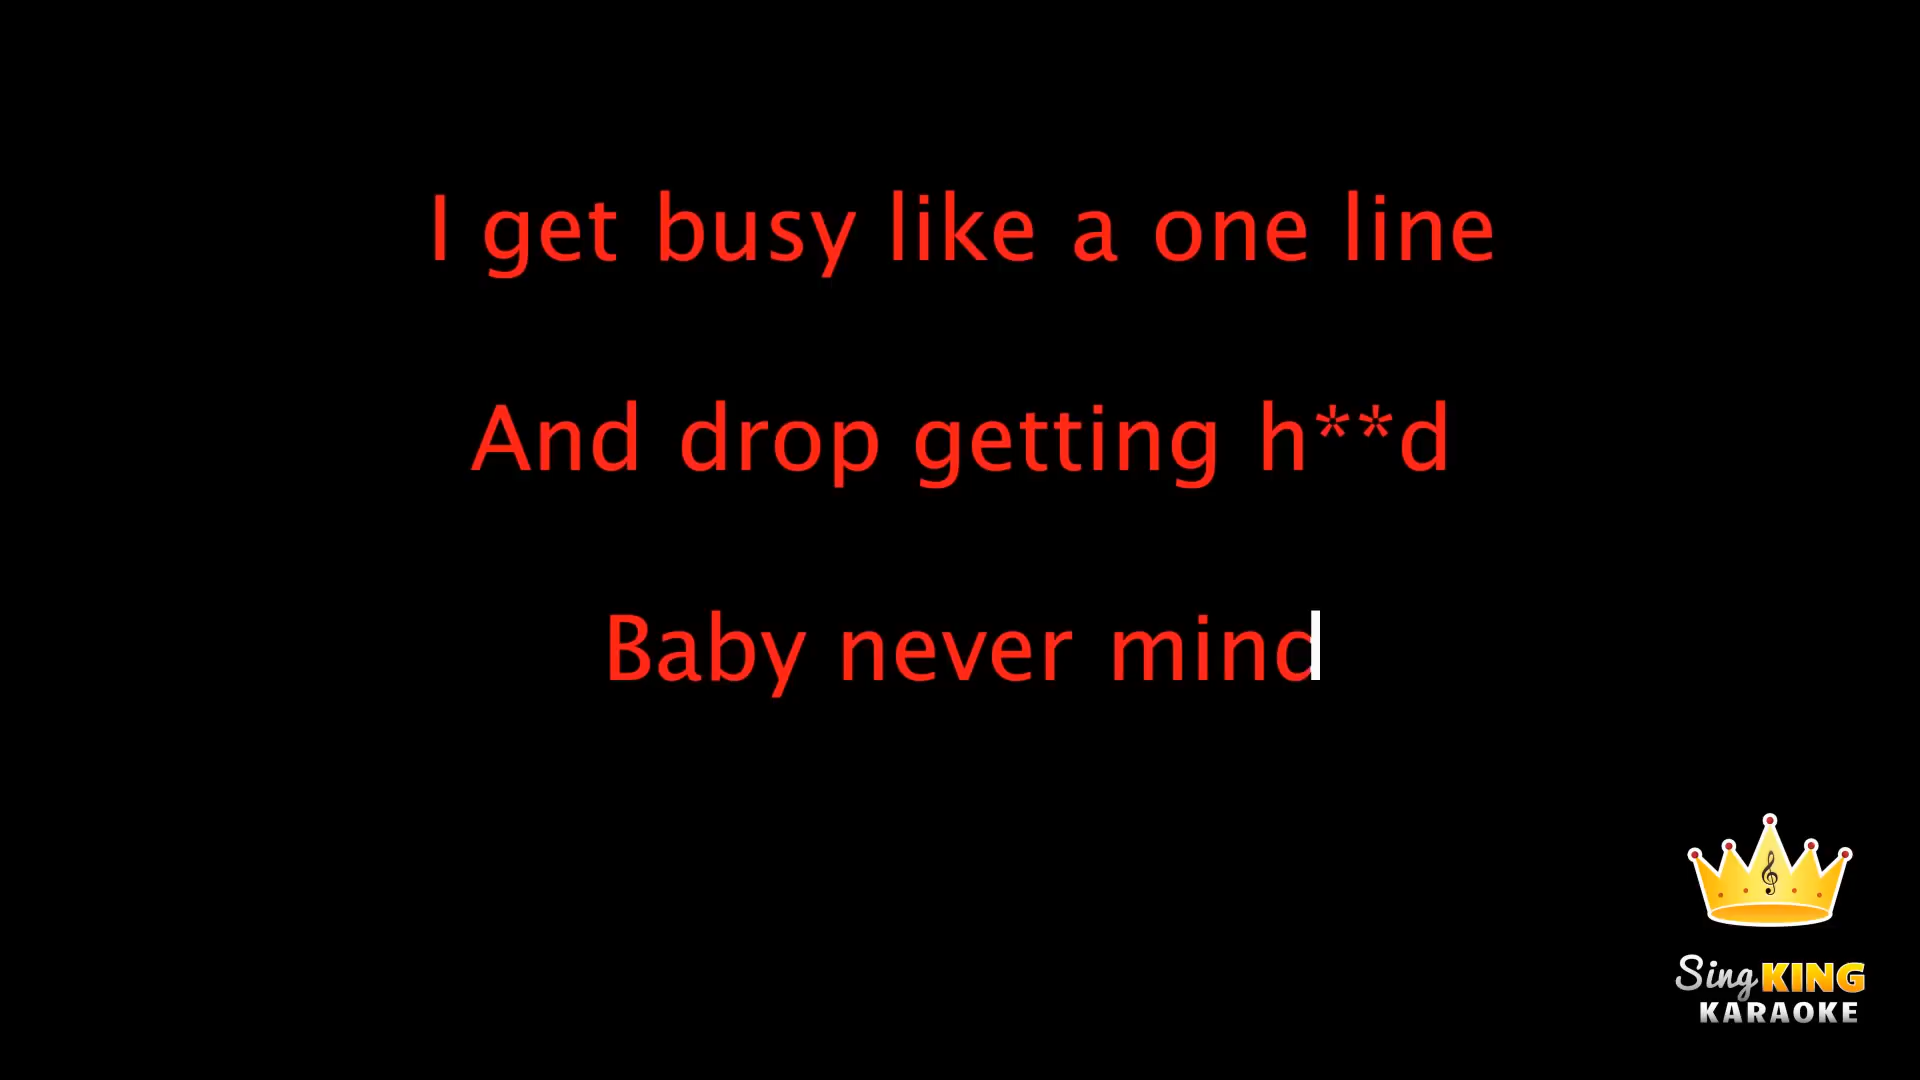 I get busy like a one line
And drop getting h**d
Baby never mind
Sing KING
KARAOKE